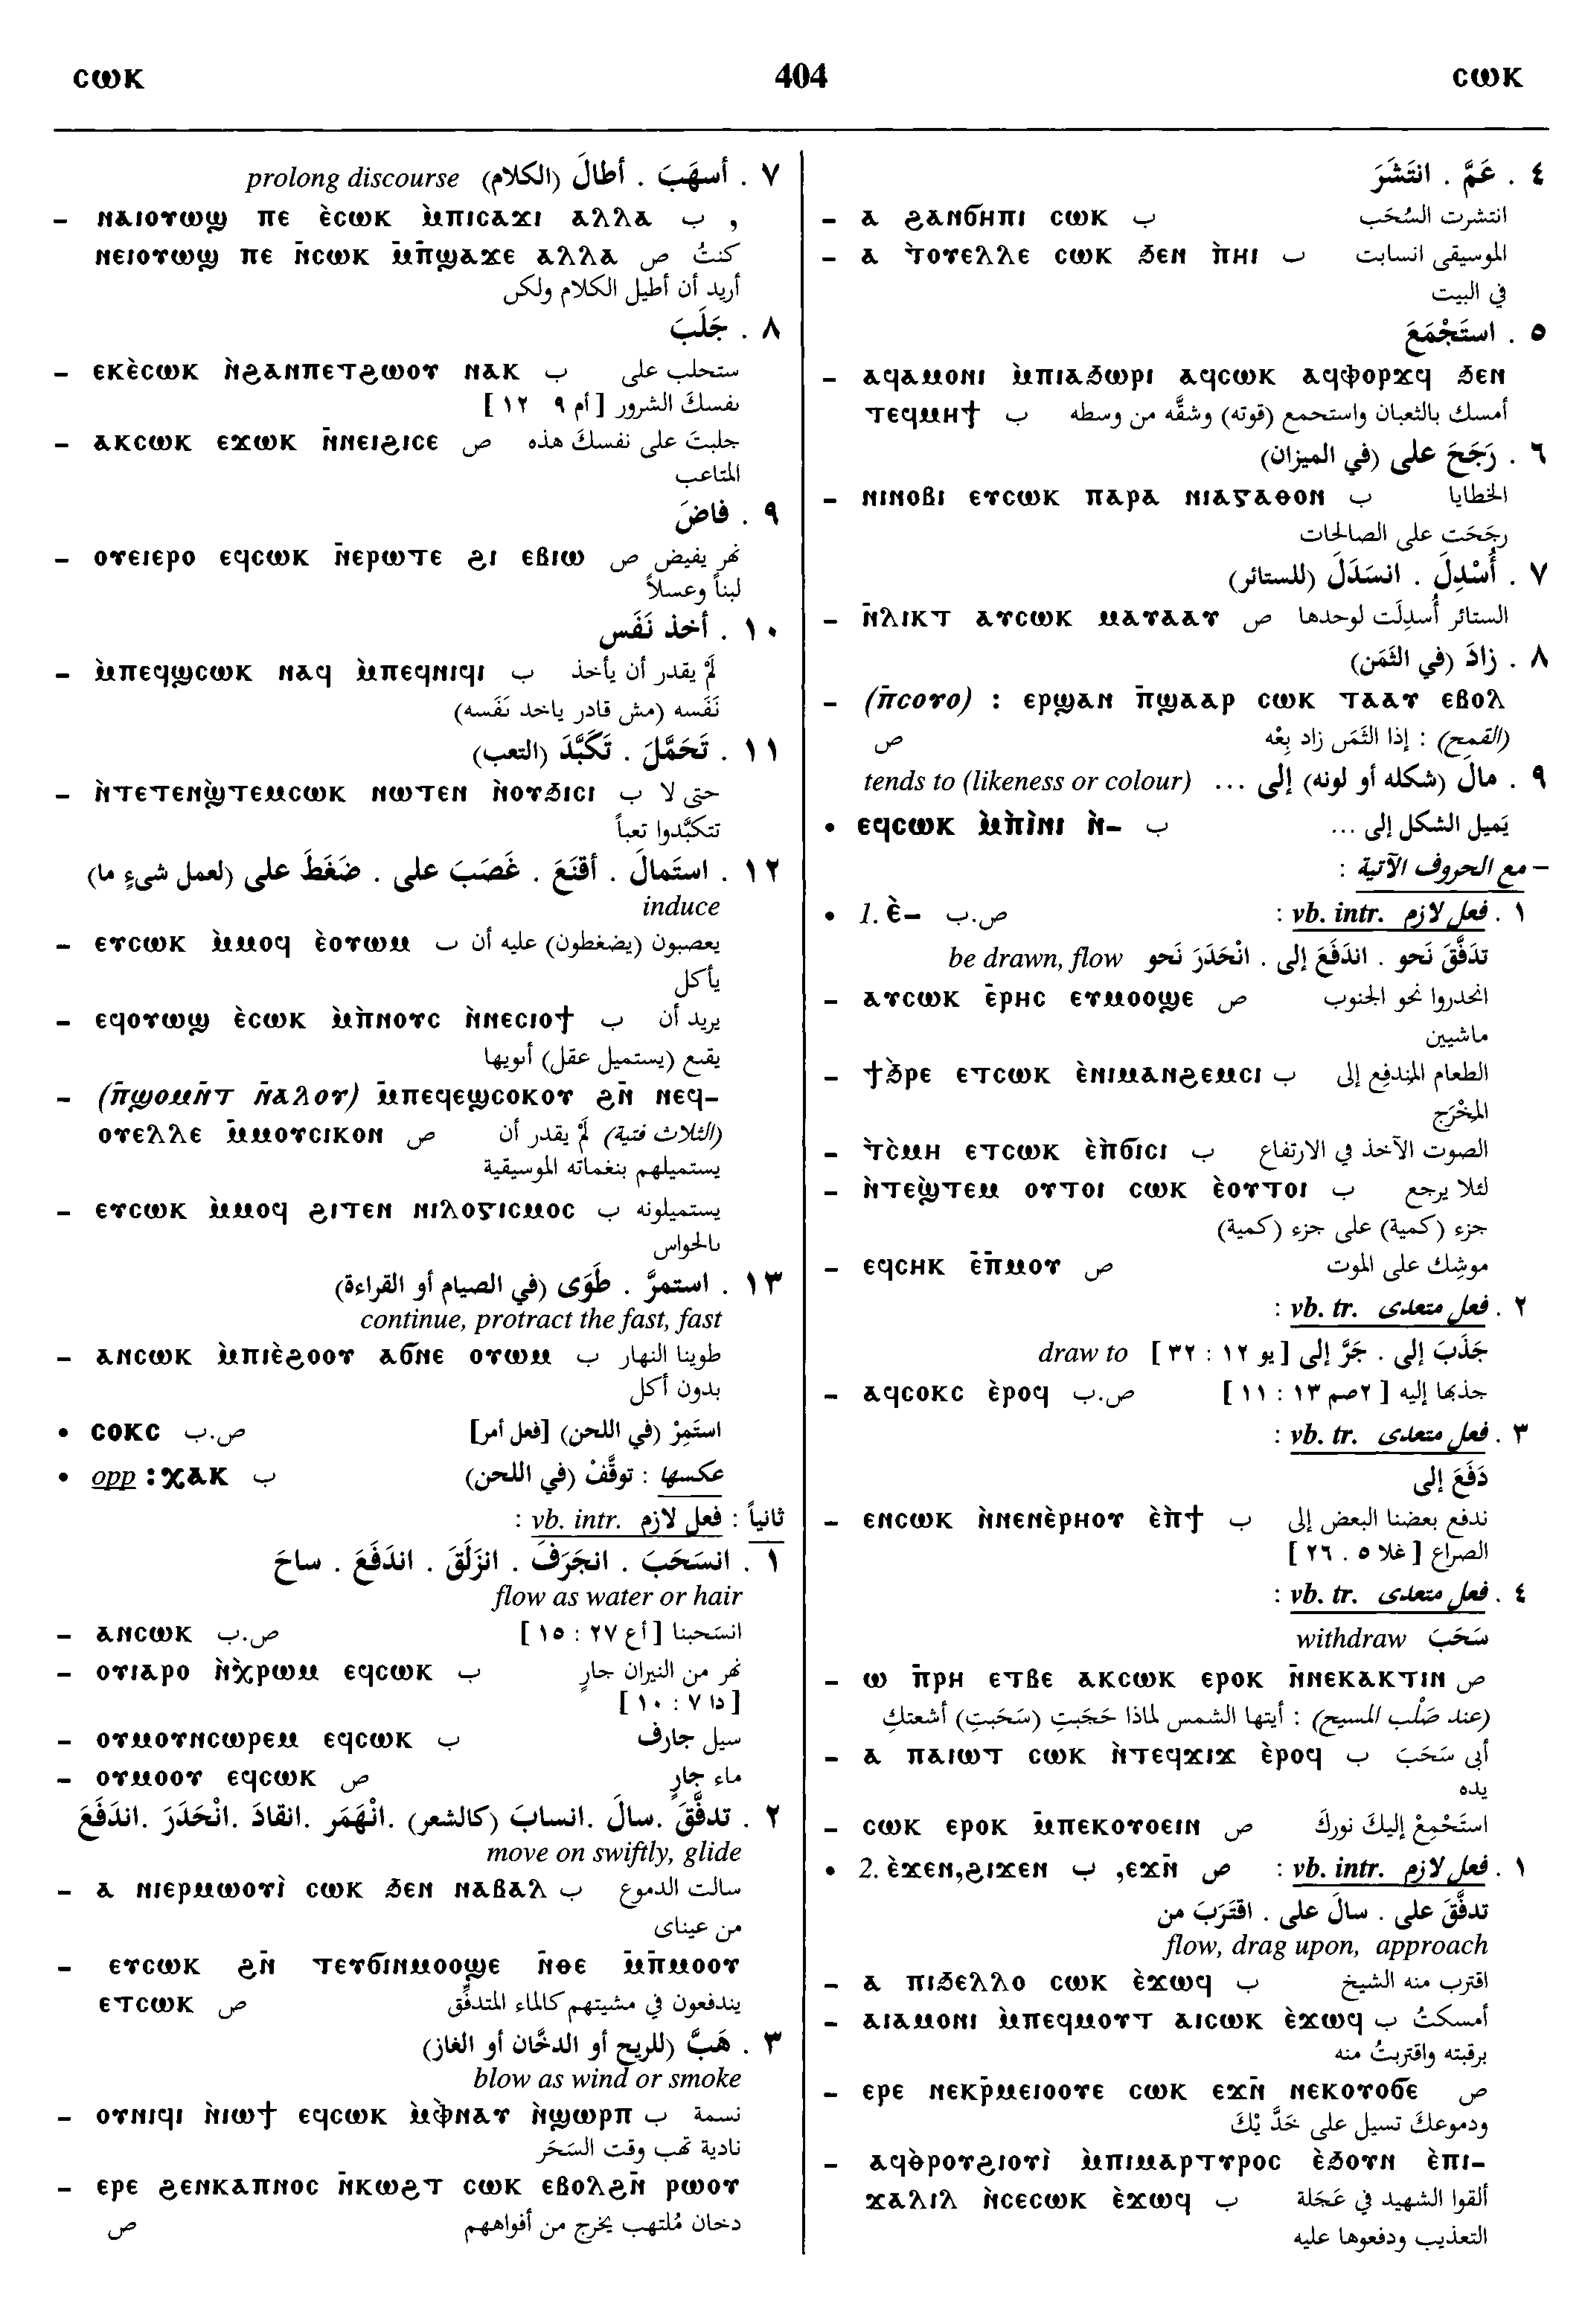 ⲥⲱⲕ 404 ⲥⲱⲕ
٧ . أسهَبَ . أطالَ (الكلام) prolong discourse
– ⲛⲁⲓⲟⲩⲱϣ ⲡⲉ ⲉ̀ⲥⲱⲕ ⲙ̀ⲡⲓⲥⲁϫⲓ ⲁⲗⲗⲁ ب ,
ⲛⲉⲓⲟⲩⲱϣ ⲡⲉ ⲛ̄ⲥⲱⲕ ⲙ̄ⲡ̄ϣⲁϫⲉ ⲁⲗⲗⲁ ص كنتُ
أريد أن أطيل الكلام ولكن
٨ . جَلَبَ
– ⲉⲕⲉ̀ⲥⲱⲕ ⲛ̀ϩⲁⲛⲡⲉⲧϩⲱⲟⲩ ⲛⲁⲕ ب ستجلب على
نفسكَ الشرور [ أم ٩ ١٢ ]
– ⲁⲕⲥⲱⲕ ⲉϫⲱⲕ ⲛ̄ⲛⲉⲓϩⲓⲥⲉ ص جلبتَ على نفسكَ هذه
المتاعب
٩ . فاضَ
– ⲟⲩⲉⲓⲉⲣⲟ ⲉϥⲥⲱⲕ ⲛ̄ⲉⲣⲱⲧⲉ ϩⲓ ⲉⲃⲓⲱ ص نهر يفيض
لبناً وعسلاً
١٠ . أخذ نَفَس
– ⲙ̀ⲡⲉϥϣⲥⲱⲕ ⲛⲁϥ ⲙ̀ⲡⲉϥⲛⲓϥⲓ ب لَمْ يقدر أن يأخذ
نَفَسه (مش قادر ياخد نَفَسه)
١١ . تَحَمَّلَ . تَكَبَّدَ (التعب)
– ⲛ̀ⲧⲉⲧⲉⲛϣ̀ⲧⲉⲙⲥⲱⲕ ⲛⲱⲧⲉⲛ ⲛ̀ⲟⲩϧⲓⲥⲓ ب حتى لا
تتكبَّدوا تعباً
١٢ . استَمالَ . أقنَعَ . غَصَبَ على . ضَغَطَ على (لعمل شىءٍ ما)
induce
– ⲉⲩⲥⲱⲕ ⲙ̀ⲙⲟϥ ⲉ̀ⲟⲩⲱⲙ ب يغصبون (يضغطون) عليه أن
يأكل
– ⲉϥⲟⲩⲱϣ ⲉ̀ⲥⲱⲕ ⲙ̀ⲡ̀ⲛⲟⲩⲥ ⲛ̀ⲛⲉⲥⲓⲟϯ ب يريد أن
يقنع (يستميل عقل) أبويها
– (ⲡ̄ϣⲟⲙⲛ̄ⲧ ⲛ̄ⲁⲗⲟⲩ) ⲙ̄ⲡⲉϥⲉϣⲥⲟⲕⲟⲩ ϩⲛ̄ ⲛⲉϥ–
ⲟⲩⲉⲗⲗⲉ ⲙ̄ⲙⲟⲩⲥⲓⲕⲟⲛ ص (الثلاث فتية) لَمْ يقدر أن
يستميلهم بنغماته الموسيقية
– ⲉⲩⲥⲱⲕ ⲙ̀ⲙⲟϥ ϩⲓⲧⲉⲛ ⲛⲓⲗⲟⲅⲓⲥⲙⲟⲥ ب يستميلونه
بالحواس
١٣ . استمرَّ . طَوَى (في الصيام أو القراءة)
continue, protract the fast, fast
– ⲁⲛⲥⲱⲕ ⲙ̀ⲡⲓⲉ̀ϩⲟⲟⲩ ⲁϭⲛⲉ ⲟⲩⲱⲙ ب طوينا النهار
بدون أكل
• ⲥⲟⲕⲥ ص.ب استَمِرْ (في اللحن) [فعل أمر]
• opp : ⲭⲁⲕ ب عكسها : توقَّفْ (في اللحن)
ثانياً : فعل لازم vb. intr. :
١ . انسَحَبَ . انجَرَفَ . انزَلَقَ . اندَفَعَ . ساحَ
flow as water or hair
– ⲁⲛⲥⲱⲕ ص.ب انسَحبنا [ أع ٢٧ : ١٥ ]
– ⲟⲩⲓⲁⲣⲟ ⲛ̀ⲭⲣⲱⲙ ⲉϥⲥⲱⲕ ب نهر من النيران جارٍ
[ دا ٧ : ١٠ ]
– ⲟⲩⲙⲟⲩⲛⲥⲱⲣⲉⲙ ⲉϥⲥⲱⲕ ب سيل جارف
– ⲟⲩⲙⲟⲟⲩ ⲉϥⲥⲱⲕ ص ماء جارٍ
٢ . تدفَّقَ .سالَ .انسابَ (كالشعر) .انْهَمَر .انقادَ .انْحَدَرَ .اندَفَعَ
move on swiftly, glide
– ⲁ ⲛⲓⲉⲣⲙⲱⲟⲩⲓ̀ ⲥⲱⲕ ϧⲉⲛ ⲛⲁⲃⲁⲗ ب سالت الدموع
من عيناى
– ⲉⲩⲥⲱⲕ ϩⲛ̄ ⲧⲉⲩϭⲓⲛⲙⲟⲟϣⲉ ⲛ̄ⲑⲉ ⲙ̄ⲡ̄ⲙⲟⲟⲩ
ⲉⲧⲥⲱⲕ ص يندفعون في مشيتهم كالماء المتدفِّق
٣ . هَبَّ (للريح أو الدخَّان أو الغاز)
blow as wind or smoke
– ⲟⲩⲛⲓϥⲓ ⲛ̀ⲓⲱϯ ⲉϥⲥⲱⲕ ⲙ̀ⲫⲛⲁⲩ ⲛ̀ϣⲱⲣⲡ ب نسمة
نادية تهب وقت السَحَر
– ⲉⲣⲉ ϩⲉⲛⲕⲁⲡⲛⲟⲥ ⲛ̄ⲕⲱϩⲧ ⲥⲱⲕ ⲉⲃⲟⲗϩⲛ̄ ⲣⲱⲟⲩ
ص دخان مُلتهب يخرج من أفواههم
٤ . عَمَّ . انتَشَرَ
– ⲁ ϩⲁⲛϭⲏⲡⲓ ⲥⲱⲕ ب انتشرت السُحُب
– ⲁ ϯ̀ⲟⲩⲉⲗⲗⲉ ⲥⲱⲕ ϧⲉⲛ ⲡ̀ⲏⲓ ب الموسيقى انسابت
في البيت
٥ . استَجْمَعَ
– ⲁϥⲁⲙⲟⲛⲓ ⲙ̀ⲡⲓⲁϧⲱⲣⲓ ⲁϥⲥⲱⲕ ⲁϥⲫⲟⲣϫϥ ϧⲉⲛ
ⲧⲉϥⲙⲏϯ ب أمسك بالثعبان واستجمع (قوته) وشقَّه من وسطه
٦ . رَجَحَ على (في الميزان)
– ⲛⲓⲛⲟⲃⲓ ⲉⲩⲥⲱⲕ ⲡⲁⲣⲁ ⲛⲓⲁⲅⲁⲑⲟⲛ ب الخطايا
رجَحَت على الصالحات
٧ . أُسْدِلَ . انسَدَلَ (للستائر)
– ⲛ̄ⲗⲓⲕⲧ ⲁⲩⲥⲱⲕ ⲙⲁⲩⲁⲁⲩ ص الستائر أُسدِلَت لوحدها
٨ . زادَ (في الثَمَن)
– (ⲡ̄ⲥⲟⲩⲟ) : ⲉⲣϣⲁⲛ ⲡ̄ϣⲁⲁⲣ ⲥⲱⲕ ⲧⲁⲁⲩ ⲉⲃⲟⲗ
ص (القمح) : إذا الثَمَن زاد بِعْه
٩ . مالَ (شكله أو لونه) إلى ... tends to (likeness or colour)
• ⲉϥⲥⲱⲕ ⲙ̀ⲡ̀ⲓⲛⲓ ⲛ̀– ب يَميل الشكل إلى ...
– مع الحروف الآتية :
• 1. ⲉ̀– ص.ب ١ . فعل لازم vb. intr. :
تدفَّقَ نَحو . اندَفَعَ إلى . انْحَدَرَ نَحو be drawn, flow
– ⲁⲩⲥⲱⲕ ⲉ̄ⲣⲏⲥ ⲉⲩⲙⲟⲟϣⲉ ص انحدروا نحو الجنوب
ماشيين
– ϯϧ̀ⲣⲉ ⲉⲧⲥⲱⲕ ⲉ̀ⲛⲓⲙⲁⲛϩⲉⲙⲥⲓ ب الطعام المندفع إلى
المخْرَج
– ϯ̀ⲥ̀ⲙⲏ ⲉⲧⲥⲱⲕ ⲉ̀ⲡ̀ϭⲓⲥⲓ ب الصوت الآخذ في الارتفاع
– ⲛ̀ⲧⲉϣ̀ⲧⲉⲙ ⲟⲩⲧⲟⲓ ⲥⲱⲕ ⲉ̀ⲟⲩⲧⲟⲓ ب لئلا يرجع
جزء (كمية) على جزء (كمية)
– ⲉϥⲥⲏⲕ ⲉ̄ⲡ̄ⲙⲟⲩ ص موشِك على الموت
٢ . فعل متعدى vb. tr. :
جَذَبَ إلى . جَرَّ إلى [ يو ١٢ : ٣٢ ] draw to
– ⲁϥⲥⲟⲕⲥ ⲉ̀ⲣⲟϥ ص.ب جذبها إليه [ ٢صم ١٣ : ١١ ]
٣ . فعل متعدى vb. tr. :
دَفَعَ إلى
– ⲉⲛⲥⲱⲕ ⲛ̀ⲛⲉⲛⲉ̀ⲣⲏⲟⲩ ⲉ̀ⲡ̀ϯ ب ندفع بعضنا البعض إلى
الصراع [ غلا ٥ . ٢٦ ]
٤ . فعل متعدى vb. tr. :
سَحَبَ withdraw
– ⲱ ⲡ̄ⲣⲏ ⲉⲧⲃⲉ ⲁⲕⲥⲱⲕ ⲉⲣⲟⲕ ⲛ̄ⲛⲉⲕⲁⲕⲧⲓⲛ ص
(عند صَلْب المسيح) : أيتها الشمس لماذا حَجَبتِ (سَحَبتِ) أشعتكِ
– ⲁ ⲡⲁⲓⲱⲧ ⲥⲱⲕ ⲛ̀ⲧⲉϥϫⲓϫ ⲉ̀ⲣⲟϥ ب أبى سَحَبَ
يده
– ⲥⲱⲕ ⲉⲣⲟⲕ ⲙ̄ⲡⲉⲕⲟⲩⲟⲉⲓⲛ ص استَجْمِعْ إليكَ نوركَ
• 2. ⲉ̀ϫⲉⲛ,ϩⲓϫⲉⲛ ب ,ⲉϫⲛ̄ ص ١ . فعل لازم vb. intr. :
تدفَّقَ على . سالَ على . اقتَرَبَ من
flow, drag upon, approach
– ⲁ ⲡⲓϧⲉⲗⲗⲟ ⲥⲱⲕ ⲉ̀ϫⲱϥ ب اقترب منه الشيخ
– ⲁⲓⲁⲙⲟⲛⲓ ⲙ̀ⲡⲉϥⲙⲟⲩⲧ ⲁⲓⲥⲱⲕ ⲉ̀ϫⲱϥ ب أمسكتُ
برقبته واقتربتُ منه
– ⲉⲣⲉ ⲛⲉⲕⲣ̄ⲙⲉⲓⲟⲟⲩⲉ ⲥⲱⲕ ⲉϫⲛ̄ ⲛⲉⲕⲟⲩⲟϭⲉ ص
ودموعكَ تسيل على خدَّيْكَ
– ⲁϥⲑ̀ⲣⲟⲩϩⲓⲟⲩⲓ̀ ⲙ̀ⲡⲓⲙⲁⲣⲧⲩⲣⲟⲥ ⲉ̀ϧⲟⲩⲛ ⲉ̀ⲡⲓ–
ⲭⲁⲗⲓⲗ ⲛ̀ⲥⲉⲥⲱⲕ ⲉ̀ϫⲱϥ ب ألقوا الشهيد في عَجَلة
التعذيب ودفعوها عليه